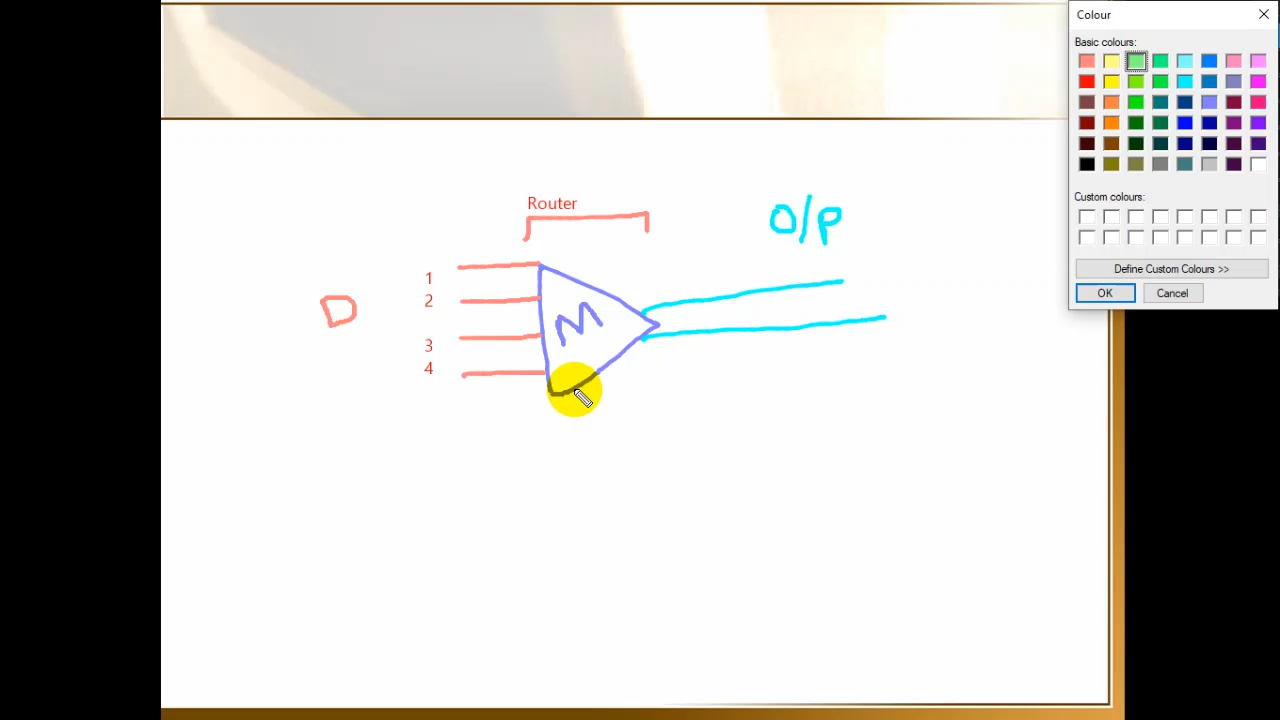 Colour
Basic colours:
Custom colours:
Define Custom Colours >>
OK Cancel
Router
O/P
D
1
2
3
4
M